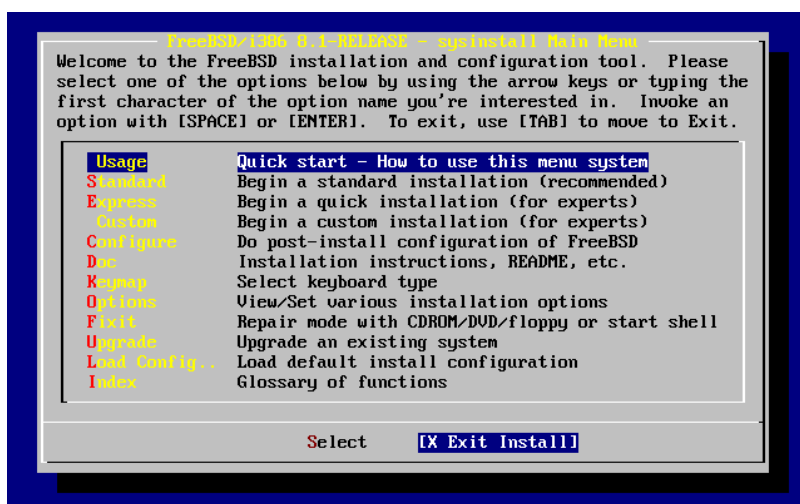 FreeBSD/i386 8.1-RELEASE - sysinstall Main Menu
Welcome to the FreeBSD installation and configuration tool.  Please
select one of the options below by using the arrow keys or typing the
first character of the option name you're interested in.  Invoke an
option with [SPACE] or [ENTER].  To exit, use [TAB] to move to Exit.
Usage Quick start - How to use this menu system
Standard Begin a standard installation (recommended)
Express Begin a quick installation (for experts)
Custom Begin a custom installation (for experts)
Configure Do post-install configuration of FreeBSD
Doc Installation instructions, README, etc.
Keymap Select keyboard type
Options View/Set various installation options
Fixit Repair mode with CDROM/DVD/floppy or start shell
Upgrade Upgrade an existing system
Load Config.. Load default install configuration
Index Glossary of functions
Select [X Exit Install]